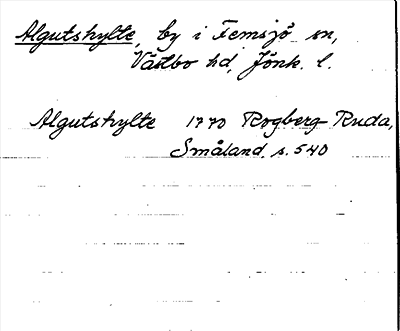 Algutshylte, by i Femsjö sn,
Västbo hd, Jönk. l.
Algutshylte 1770 Rogberg-Ruda,
Småland, s. 540